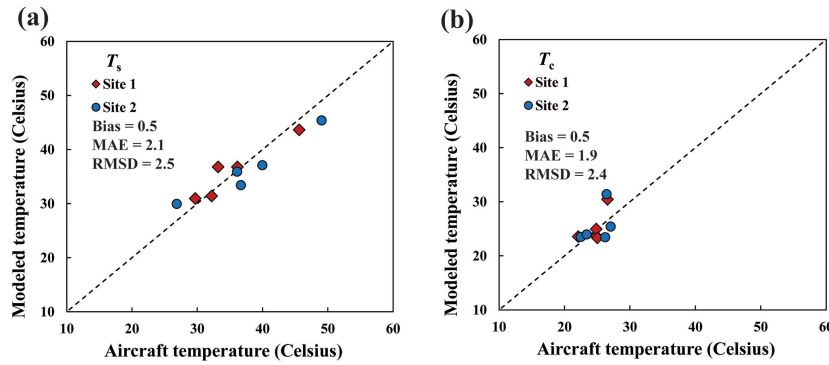 (a)
60
50
40
30
20
10
10
20
30
40
50
60
Modeled temperature (Celsius)
Aircraft temperature (Celsius)
Ts
Site 1
Site 2
Bias = 0.5
MAE = 2.1
RMSD = 2.5
(b)
60
50
40
30
20
10
10
20
30
40
50
60
Modeled temperature (Celsius)
Aircraft temperature (Celsius)
Tc
Site 1
Site 2
Bias = 0.5
MAE = 1.9
RMSD = 2.4